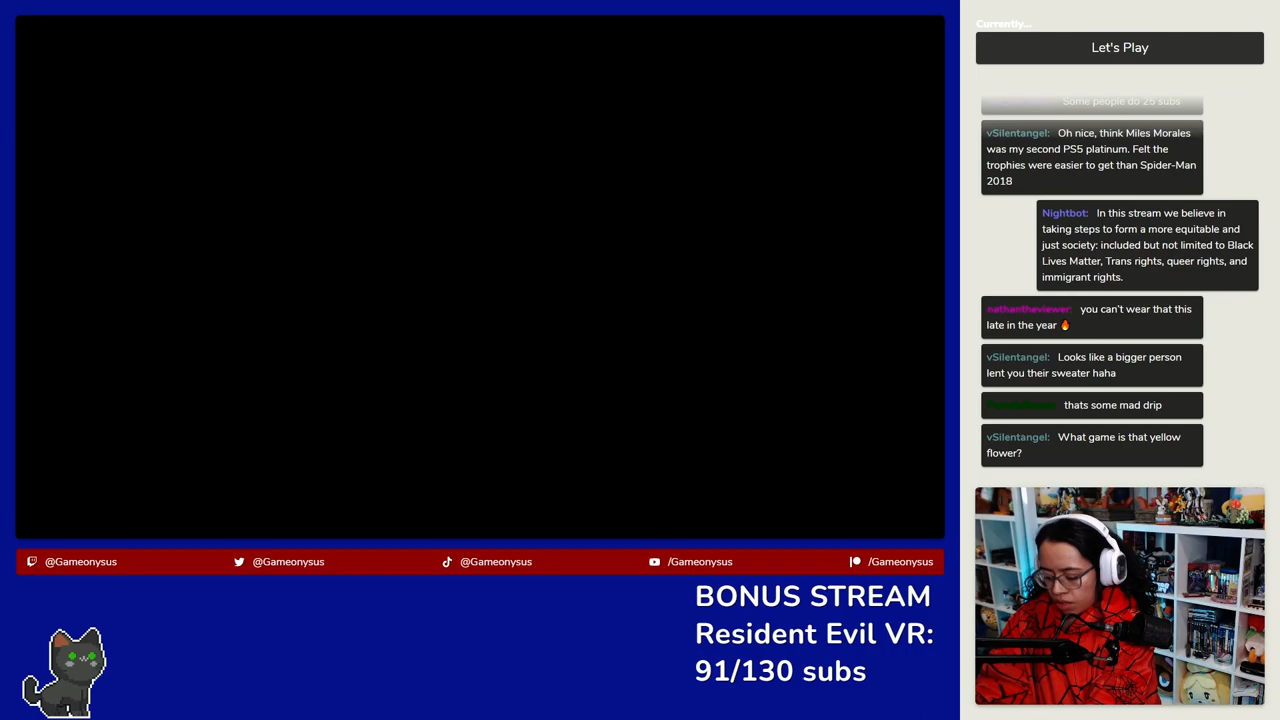 Currently...
Let's Play
Some people do 25 subs
vSilentangel: Oh nice, think Miles Morales
was my second PS5 platinum. Felt the
trophies were easier to get than Spider-Man
2018
Nightbot: In this stream we believe in
taking steps to form a more equitable and
just society: included but not limited to Black
Lives Matter, Trans rights, queer rights, and
immigrant rights.
nathantheviewer: you can't wear that this
late in the year 🔥
vSilentangel: Looks like a bigger person
lent you their sweater haha
thats some mad drip
vSilentangel: What game is that yellow
flower?
@Gameonysus
@Gameonysus
@Gameonysus
/Gameonysus
/Gameonysus
BONUS STREAM
Resident Evil VR:
91/130 subs